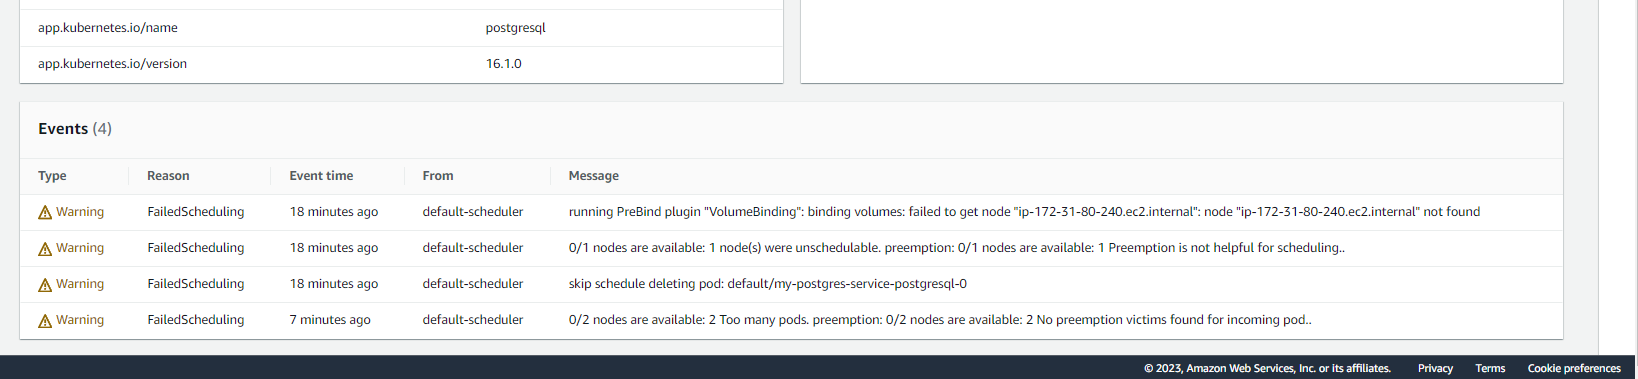 app.kubernetes.io/name postgresql
app.kubernetes.io/version 16.1.0
Events (4)
Type Reason Event time From Message
Warning FailedScheduling 18 minutes ago default-scheduler running PreBind plugin "VolumeBinding": binding volumes: failed to get node "ip-172-31-80-240.ec2.internal": node "ip-172-31-80-240.ec2.internal" not found
Warning FailedScheduling 18 minutes ago default-scheduler 0/1 nodes are available: 1 node(s) were unschedulable. preemption: 0/1 nodes are available: 1 Preemption is not helpful for scheduling..
Warning FailedScheduling 18 minutes ago default-scheduler skip schedule deleting pod: default/my-postgres-service-postgresql-0
Warning FailedScheduling 7 minutes ago default-scheduler 0/2 nodes are available: 2 Too many pods. preemption: 0/2 nodes are available: 2 No preemption victims found for incoming pod..
© 2023, Amazon Web Services, Inc. or its affiliates. Privacy Terms Cookie preferences